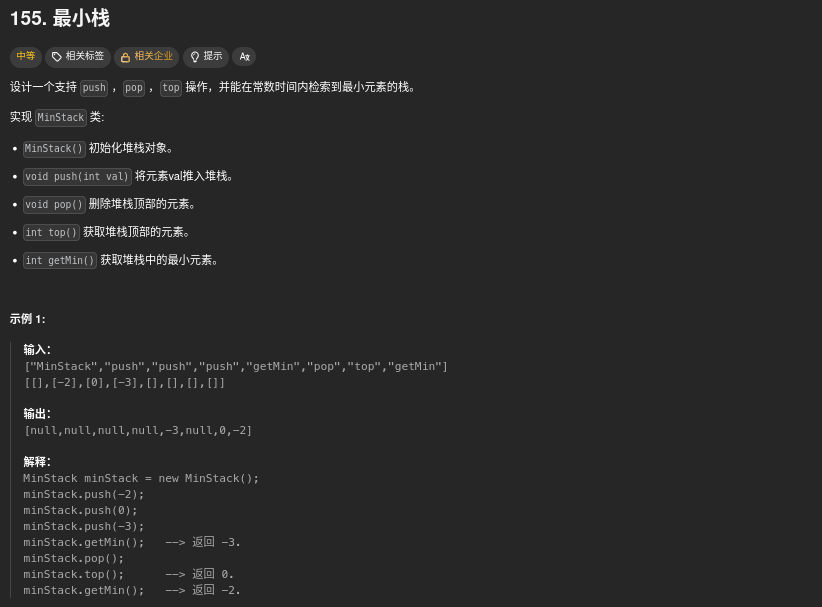 155. 最小栈
中等 相关标签 相关企业 提示 Aあ
设计一个支持 push ，pop ，top 操作，并能在常数时间内检索到最小元素的栈。
实现 MinStack 类:
• MinStack() 初始化堆栈对象。
• void push(int val) 将元素val推入堆栈。
• void pop() 删除堆栈顶部的元素。
• int top() 获取堆栈顶部的元素。
• int getMin() 获取堆栈中的最小元素。
示例 1:
输入：
["MinStack","push","push","push","getMin","pop","top","getMin"]
[[],[-2],[0],[-3],[],[],[],[]]
输出：
[null,null,null,null,-3,null,0,-2]
解释：
MinStack minStack = new MinStack();
minStack.push(-2);
minStack.push(0);
minStack.push(-3);
minStack.getMin();   --> 返回 -3.
minStack.pop();
minStack.top();      --> 返回 0.
minStack.getMin();   --> 返回 -2.